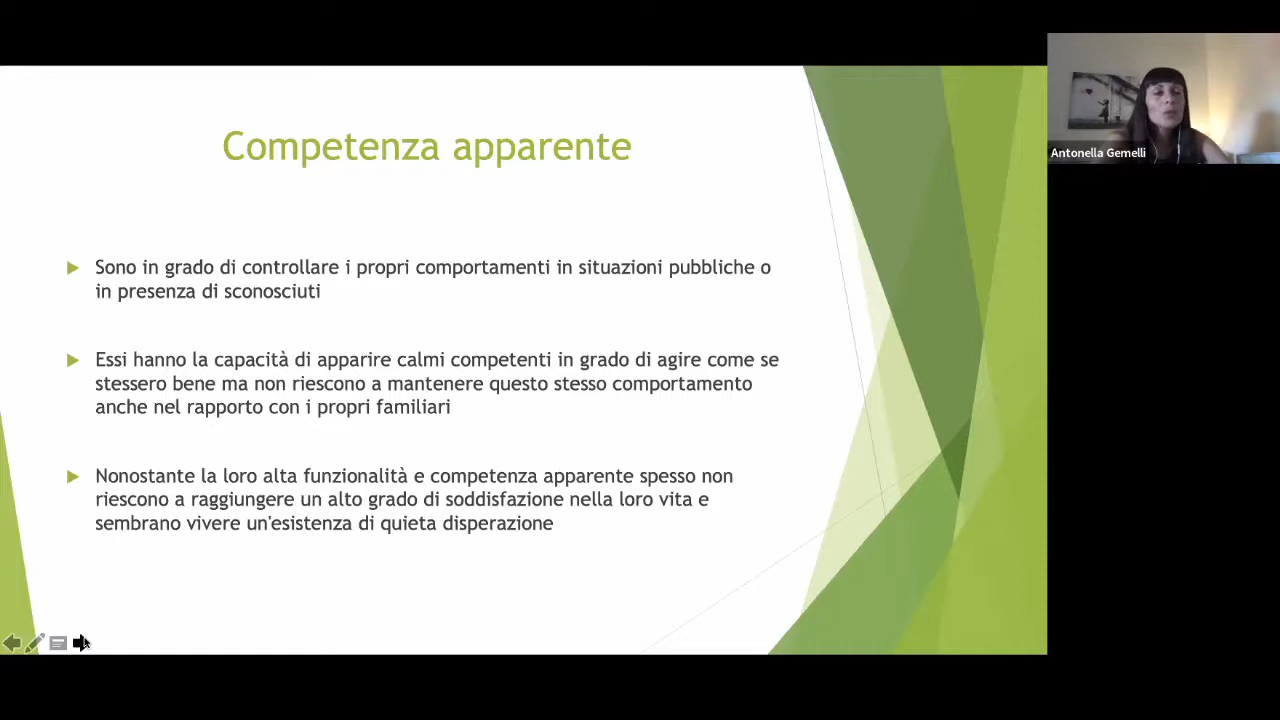 Competenza apparente
Sono in grado di controllare i propri comportamenti in situazioni pubbliche o
in presenza di sconosciuti
Essi hanno la capacità di apparire calmi competenti in grado di agire come se
stessero bene ma non riescono a mantenere questo stesso comportamento
anche nel rapporto con i propri familiari
Nonostante la loro alta funzionalità e competenza apparente spesso non
riescono a raggiungere un alto grado di soddisfazione nella loro vita e
sembrano vivere un'esistenza di quieta disperazione
Antonella Gemelli